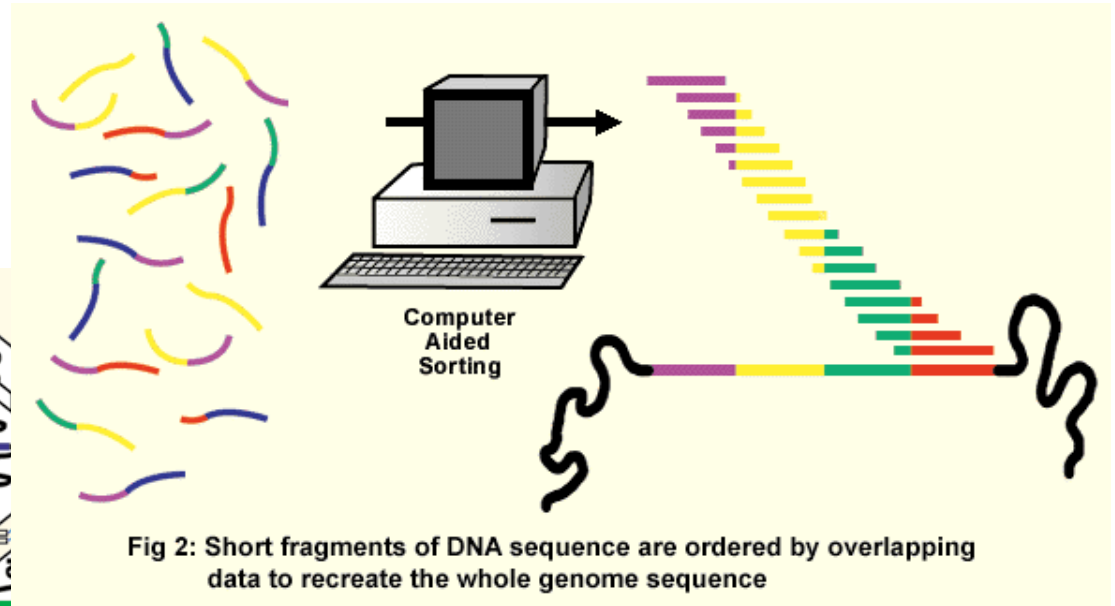 Computer
Aided
Sorting
Fig 2: Short fragments of DNA sequence are ordered by overlapping
data to recreate the whole genome sequence